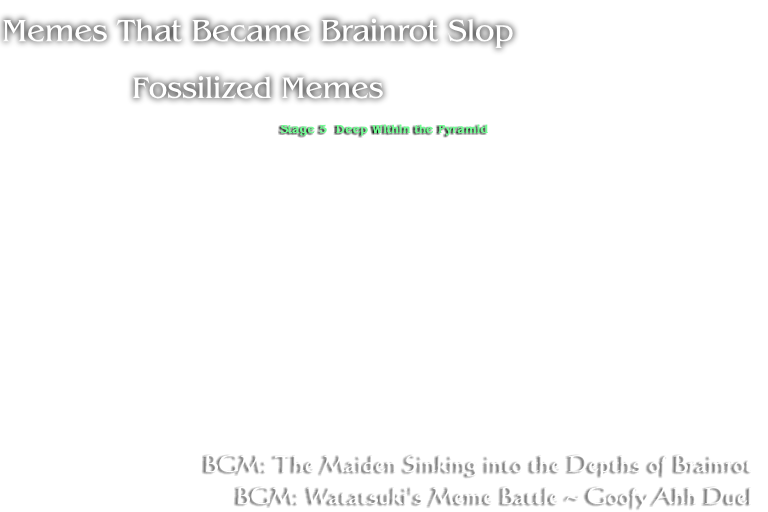 Memes That Became Brainrot Slop
Fossilized Memes
Stage 5  Deep Within the Pyramid
BGM: The Maiden Sinking into the Depths of Brainrot
BGM: Watatsuki's Meme Battle ~ Goofy Ahh Duel